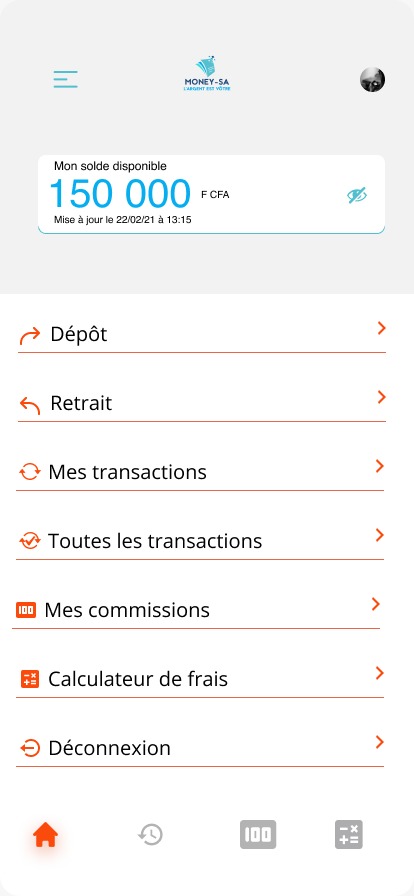 MONEY-SA
L'ARGENT EST VÔTRE
Mon solde disponible
150 000 F CFA
Mise à jour le 22/02/21 à 13:15
Dépôt
Retrait
Mes transactions
Toutes les transactions
100 Mes commissions
Calculateur de frais
Déconnexion
100